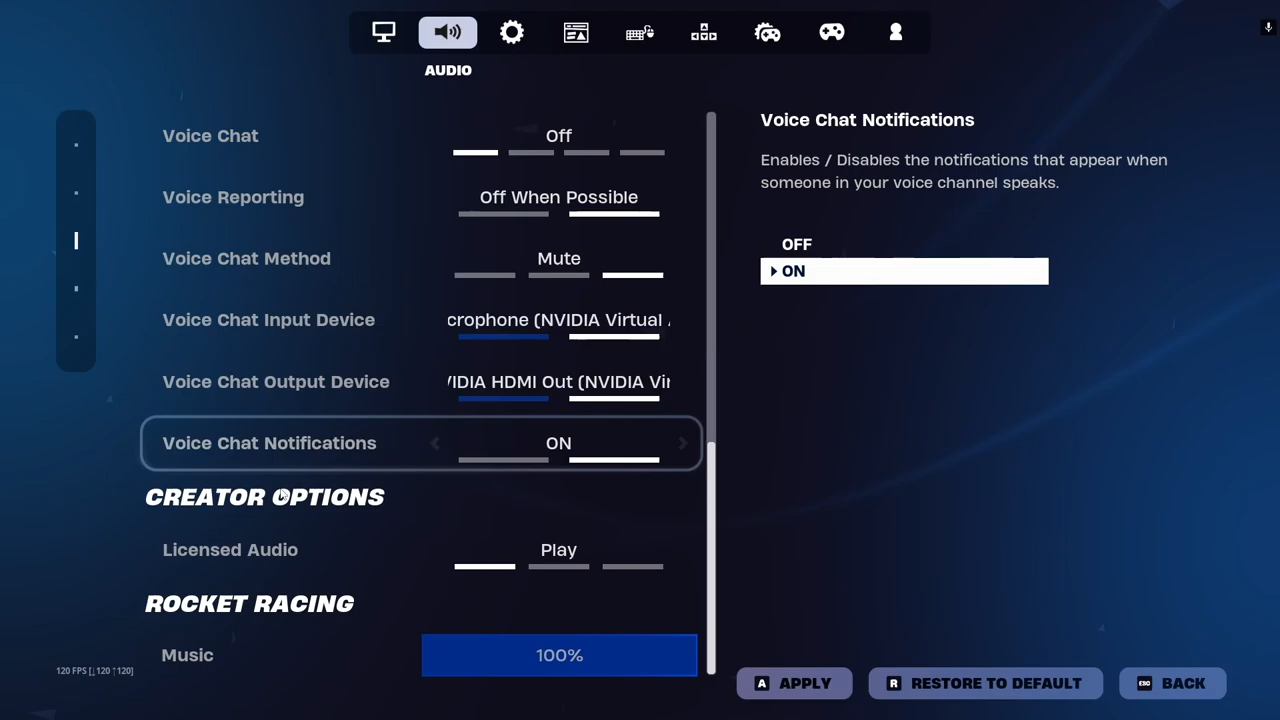 AUDIO
Voice Chat
Off
Voice Reporting
Off When Possible
Voice Chat Method
Mute
Voice Chat Input Device
crophone (NVIDIA Virtual
Voice Chat Output Device
VIDIA HDMI Out (NVIDIA Vir
Voice Chat Notifications
ON
CREATOR OPTIONS
Licensed Audio
Play
ROCKET RACING
Music
100%
Voice Chat Notifications
Enables / Disables the notifications that appear when
someone in your voice channel speaks.
OFF
ON
120 FPS [↓120 ↑120]
A APPLY
R RESTORE TO DEFAULT
ESC BACK